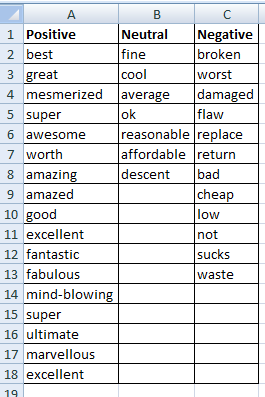 A B C
1 Positive Neutral Negative
2 best fine broken
3 great cool worst
4 mesmerized average damaged
5 super ok flaw
6 awesome reasonable replace
7 worth affordable return
8 amazing descent bad
9 amazed cheap
10 good low
11 excellent not
12 fantastic sucks
13 fabulous waste
14 mind-blowing
15 super
16 ultimate
17 marvellous
18 excellent
19